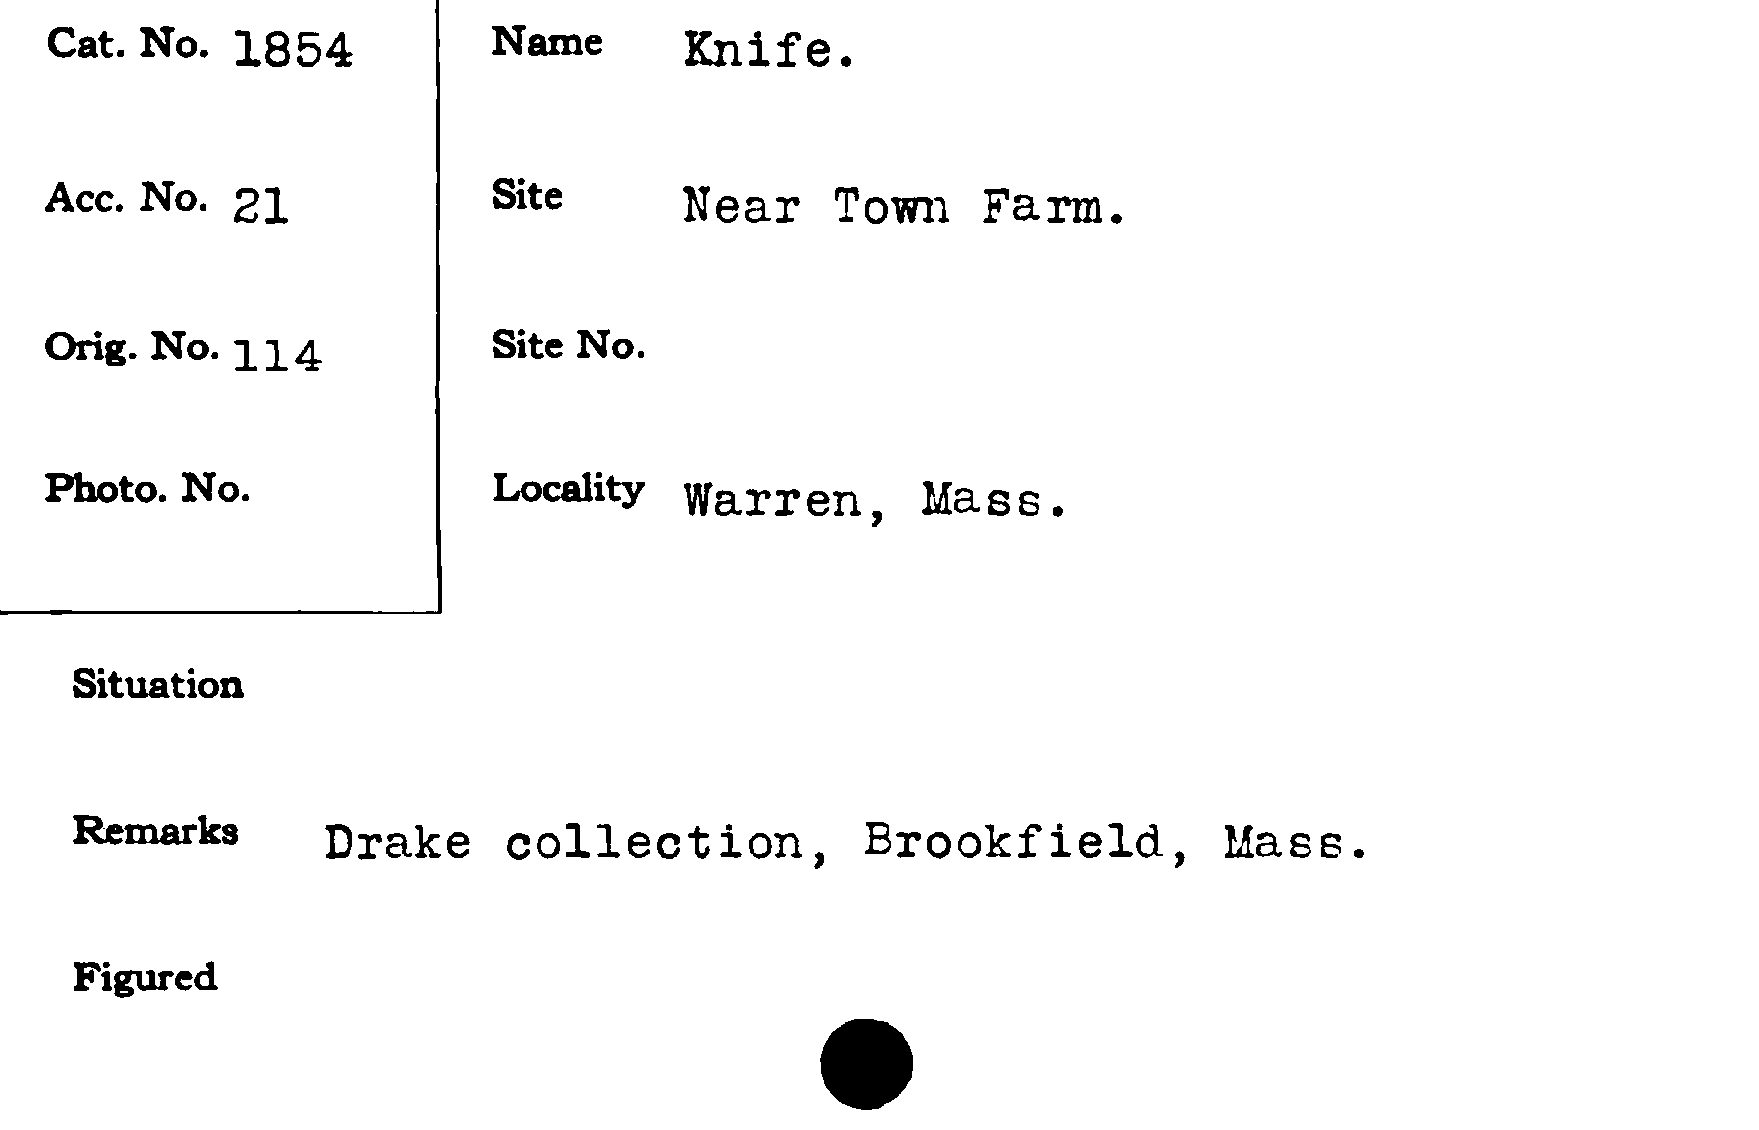 Cat. No. 1854
Acc. No. 21
Orig. No. 114
Photo. No.
Name Knife.
Site Near Town Farm.
Site No.
Locality Warren, Mass.
Situation
Remarks Drake collection, Brookfield, Mass.
Figured